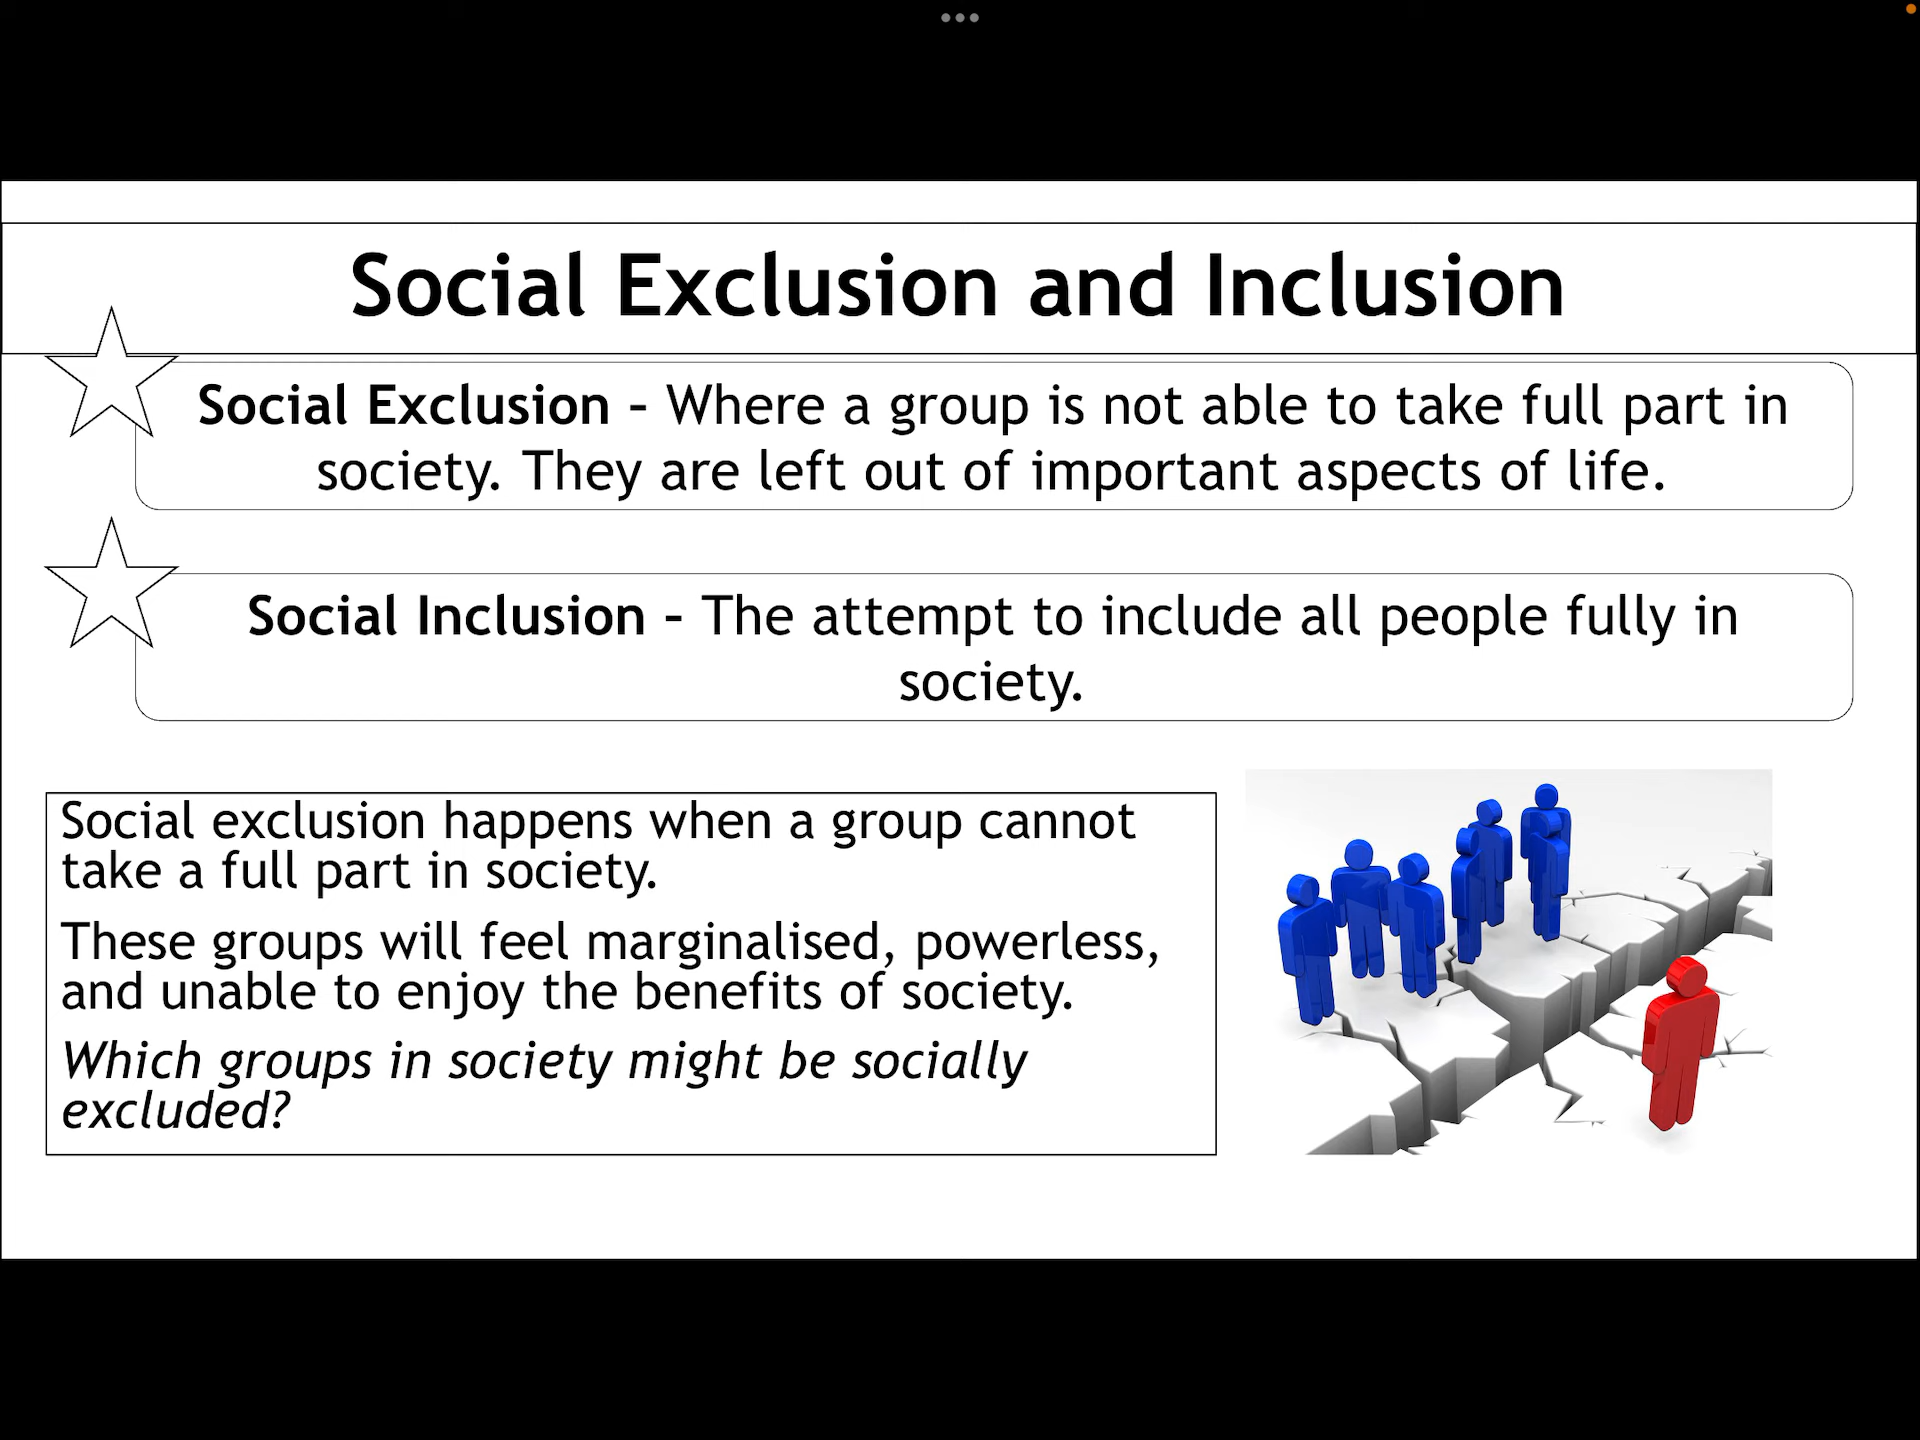 Social Exclusion and Inclusion
Social Exclusion – Where a group is not able to take full part in
society. They are left out of important aspects of life.
Social Inclusion – The attempt to include all people fully in
society.
Social exclusion happens when a group cannot
take a full part in society.
These groups will feel marginalised, powerless,
and unable to enjoy the benefits of society.
Which groups in society might be socially
excluded?